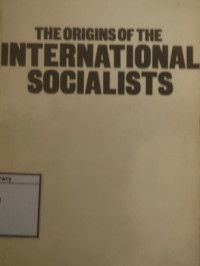 THE ORIGINS OF THE
INTERNATIONAL
SOCIALISTS